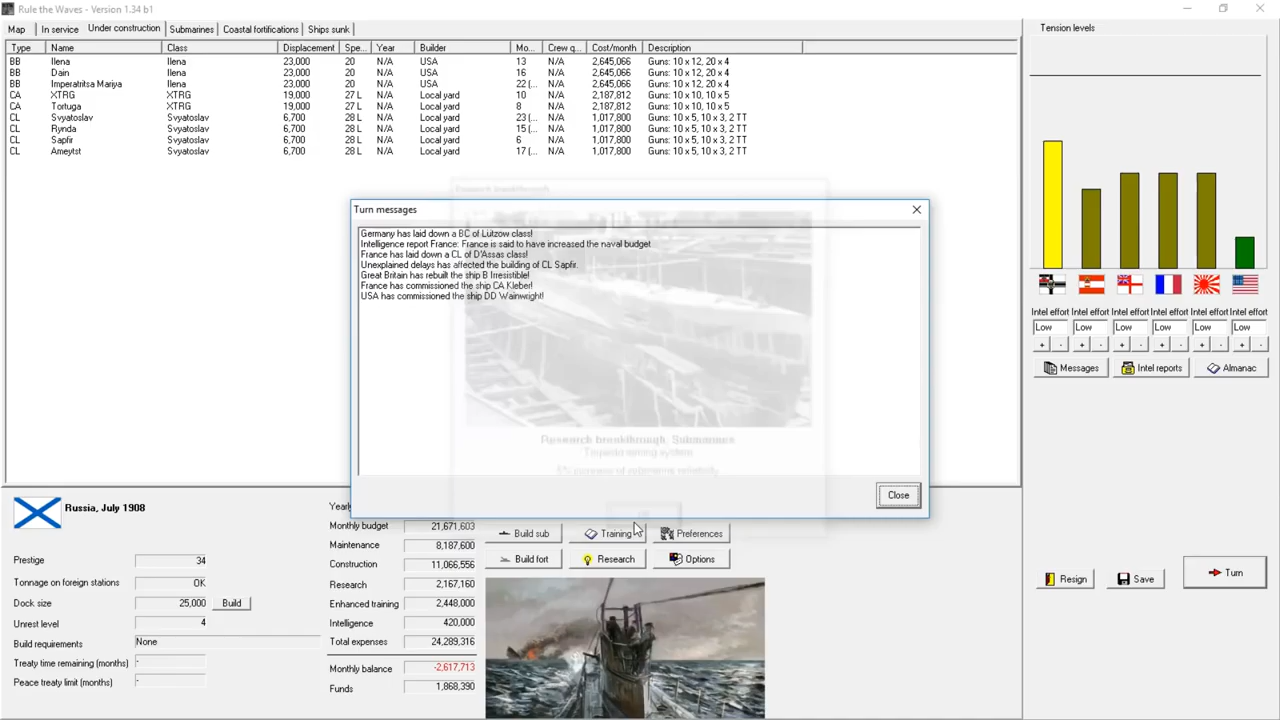 Rule the Waves - Version 1.34 b1
Map In service Under construction Submarines Coastal fortifications Ships sunk
Type Name Class Displacement Spe... Year Builder Mo... Crew q... Cost/month Description
BB Ilena Ilena 23,000 20 N/A USA 13 N/A 2,645,066 Guns: 10 x 12, 20 x 4
BB Dain Ilena 23,000 20 N/A USA 16 N/A 2,645,066 Guns: 10 x 12, 20 x 4
BB Imperatritsa Mariya Ilena 23,000 20 N/A USA 22 (... N/A 2,645,066 Guns: 10 x 12, 20 x 4
CA XTRG XTRG 19,000 27 L N/A Local yard 10 N/A 2,187,812 Guns: 10 x 10, 10 x 5
CA Tortuga XTRG 19,000 27 L N/A Local yard 8 N/A 2,187,812 Guns: 10 x 10, 10 x 5
CL Svyatoslav Svyatoslav 6,700 28 L N/A Local yard 23 (... N/A 1,017,800 Guns: 10 x 5, 10 x 3, 2 TT
CL Rynda Svyatoslav 6,700 28 L N/A Local yard 15 (... N/A 1,017,800 Guns: 10 x 5, 10 x 3, 2 TT
CL Sapfir Svyatoslav 6,700 28 L N/A Local yard 6 N/A 1,017,800 Guns: 10 x 5, 10 x 3, 2 TT
CL Ameytst Svyatoslav 6,700 28 L N/A Local yard 17 (... N/A 1,017,800 Guns: 10 x 5, 10 x 3, 2 TT
Research breakthrough
Turn messages
Germany has laid down a BC of Lützow class!
Intelligence report France: France is said to have increased the naval budget
France has laid down a CL of D'Assas class!
Unexplained delays has affected the building of CL Sapfir.
Great Britain has rebuilt the ship B Irresistible!
France has commissioned the ship CA Kleber!
USA has commissioned the ship DD Wainwright!
Research breakthrough, Submarines
Close
Tension levels
Intel effort Intel effort Intel effort Intel effort Intel effort Intel effort
Low Low Low Low Low Low
+ - + - + - + - + - + -
Messages Intel reports Almanac
Russia, July 1908
Prestige 34
Tonnage on foreign stations OK
Dock size 25,000 Build
Unrest level 4
Build requirements None
Treaty time remaining (months) -
Peace treaty limit (months) -
Monthly budget 21,671,603
Maintenance 8,187,600
Construction 11,066,556
Research 2,167,160
Enhanced training 2,448,000
Intelligence 420,000
Total expenses 24,289,316
Monthly balance -2,617,713
Funds 1,868,390
Build sub Training Preferences
Build fort Research Options
Resign Save Turn